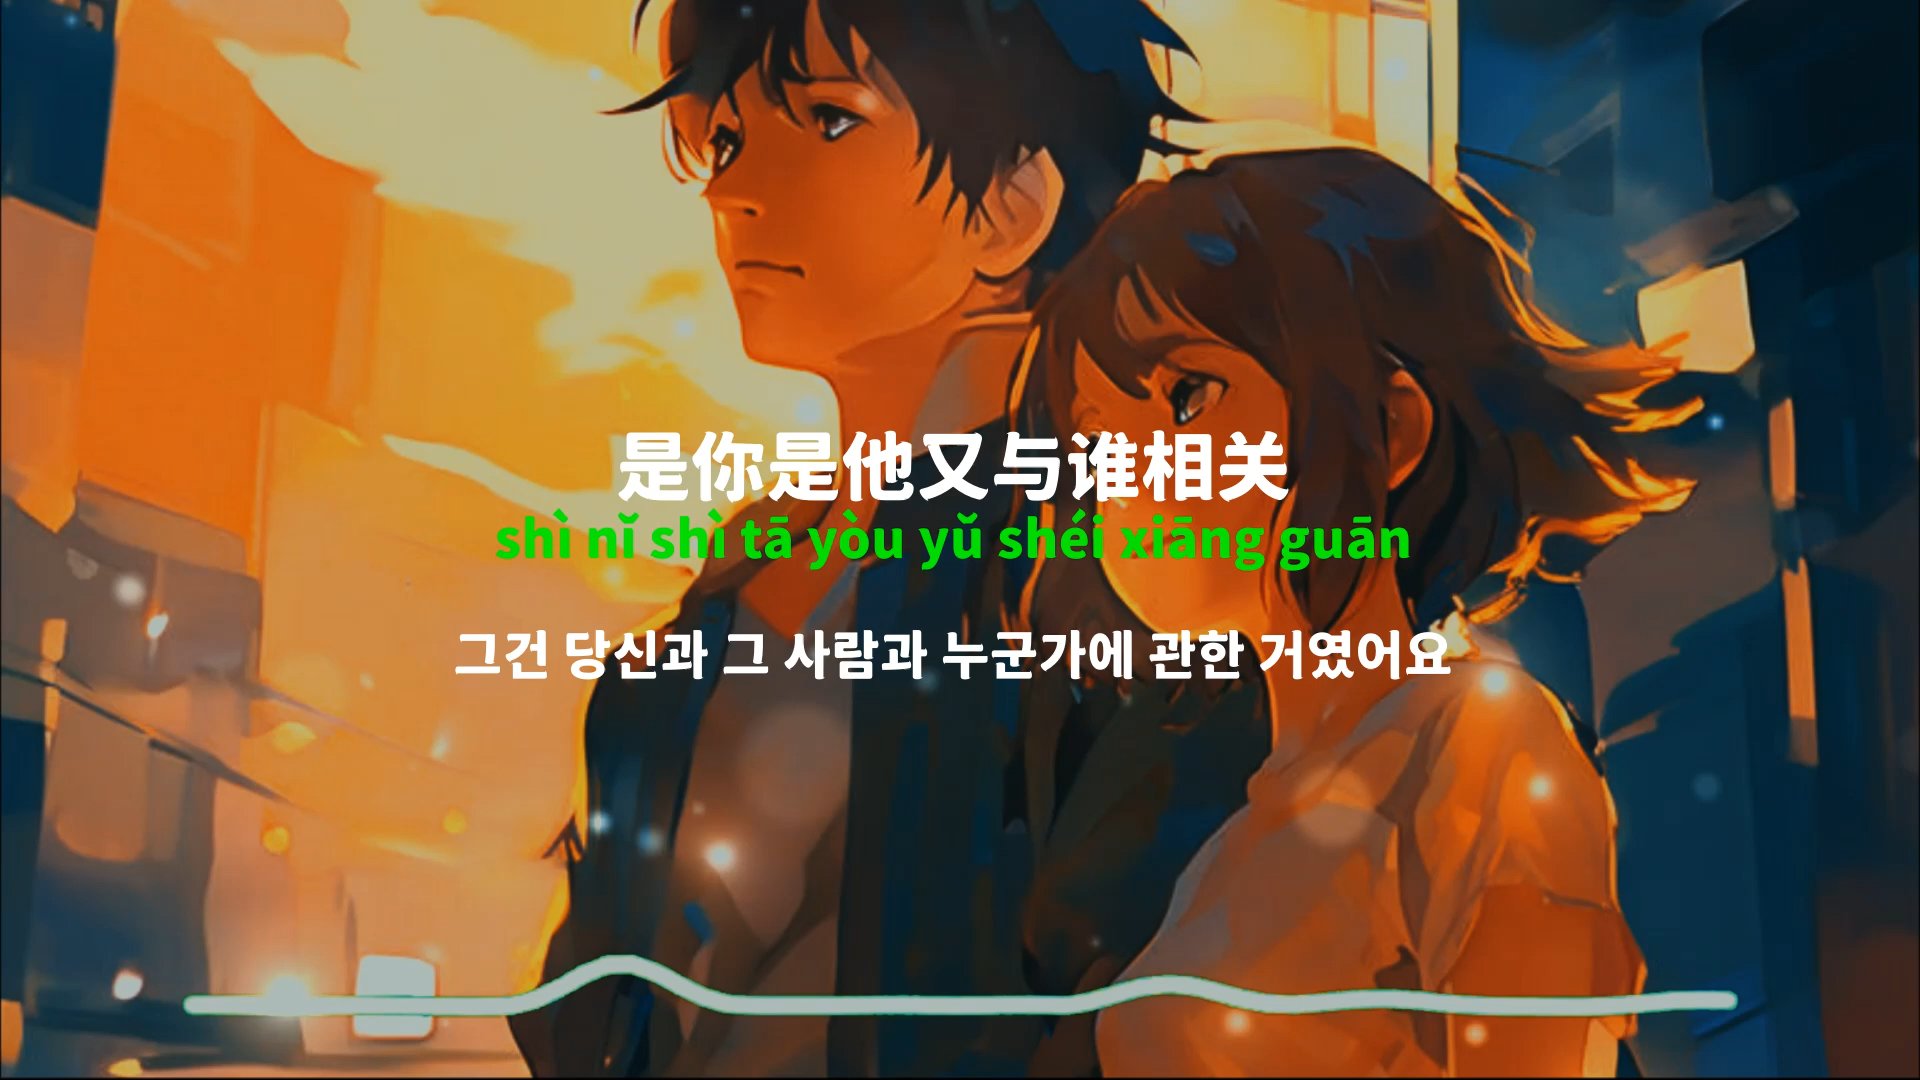 是你是他又与谁相关
shì nǐ shì tā yòu yǔ shéi xiāng guān
그건 당신과 그 사람과 누군가에 관한 거였어요